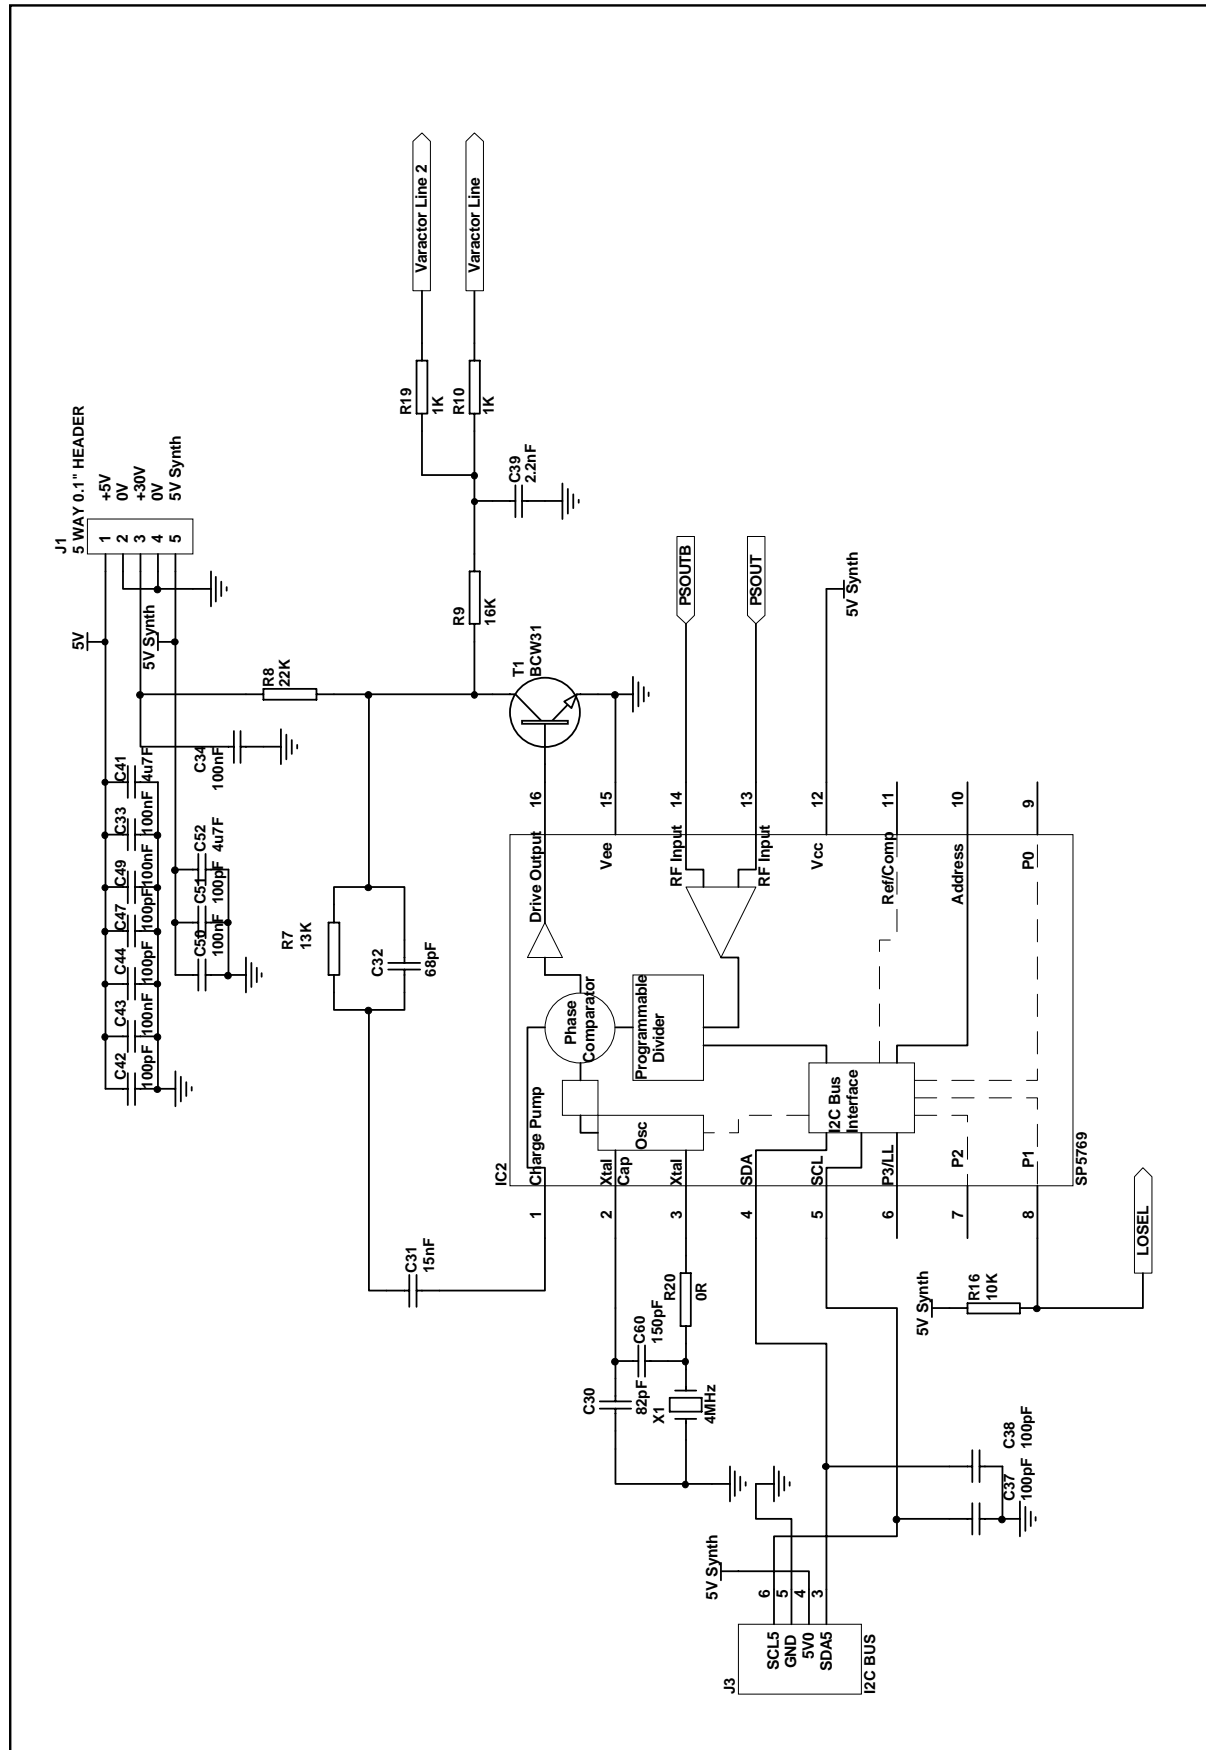 J1
5 WAY 0.1" HEADER
1
+5V
2
0V
3
+30V
4
0V
5
5V Synth
5V
5V Synth
C42
100pF
C43
100nF
C44
100pF
C47
100pF
C49
100nF
C33
100nF
C41
4u7F
C50
100nF
C51
100pF
C52
4u7F
C34
100nF
R8
22K
R7
13K
C32
68pF
C31
15nF
R19
1K
R10
1K
Varactor Line 2
Varactor Line
C39
2.2nF
R9
16K
T1
BCW31
PSOUTB
PSOUT
5V Synth
IC2
SP5769
1
Charge Pump
2
Xtal
Cap
3
Xtal
4
SDA
5
SCL
6
P3/LL
7
P2
8
P1
16
Drive Output
15
Vee
14
RF Input
13
RF Input
12
Vcc
11
Ref/Comp
10
Address
9
P0
Phase
Comparator
Programmable
Divider
Osc
I2C Bus
Interface
C30
82pF
C60
150pF
X1
4MHz
R20
0R
5V Synth
R16
10K
LOSEL
C38
100pF
C37
100pF
5V Synth
J3
I2C BUS
SCL5
6
GND
5
5V0
4
SDA5
3